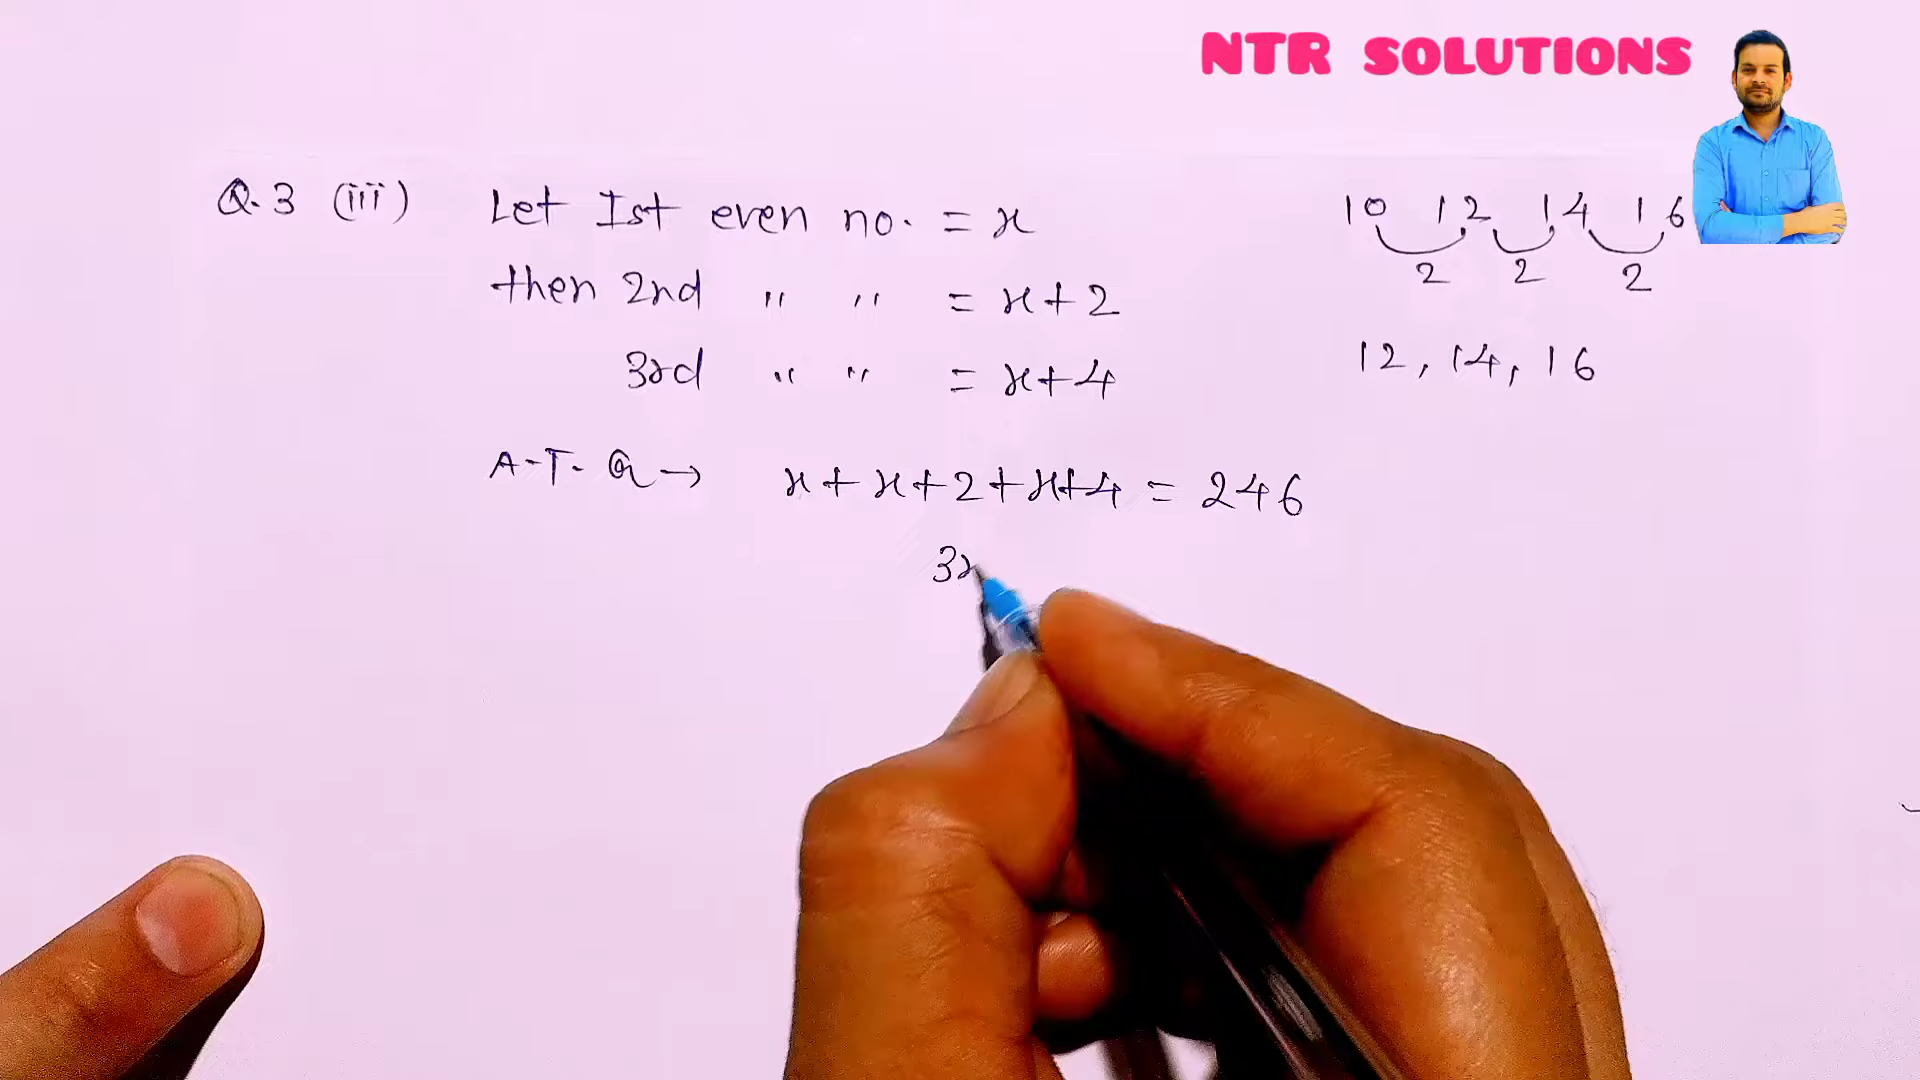 NTR SOLUTIONS
Q.3 (iii) Let Ist even no. = x
then 2nd " " = x+2
3rd " " = x+4
A.T.Q → x+x+2+x+4 = 246
3x
10 12 14 16
2 2 2
12, 14, 16